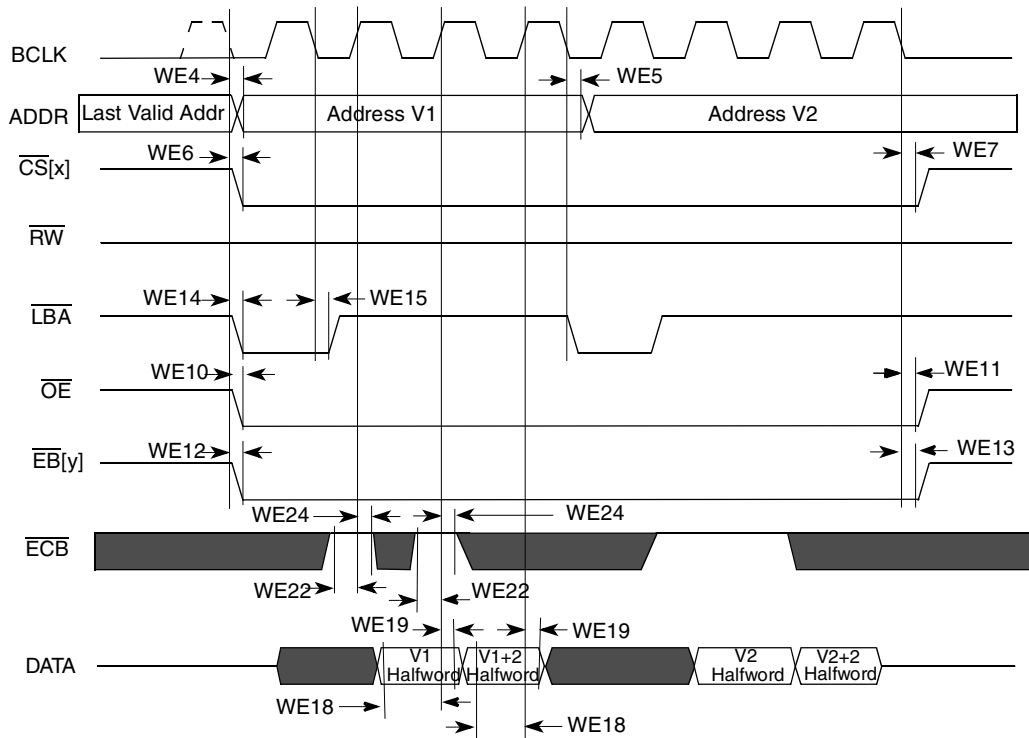 BCLK
WE4
WE5
ADDR
Last Valid Addr
Address V1
Address V2
WE6
WE7
CS[x]
RW
WE14
WE15
LBA
WE10
WE11
OE
WE12
WE13
EB[y]
WE24
WE24
ECB
WE22
WE22
WE19
WE19
DATA
V1
Halfword
V1+2
Halfword
V2
Halfword
V2+2
Halfword
WE18
WE18